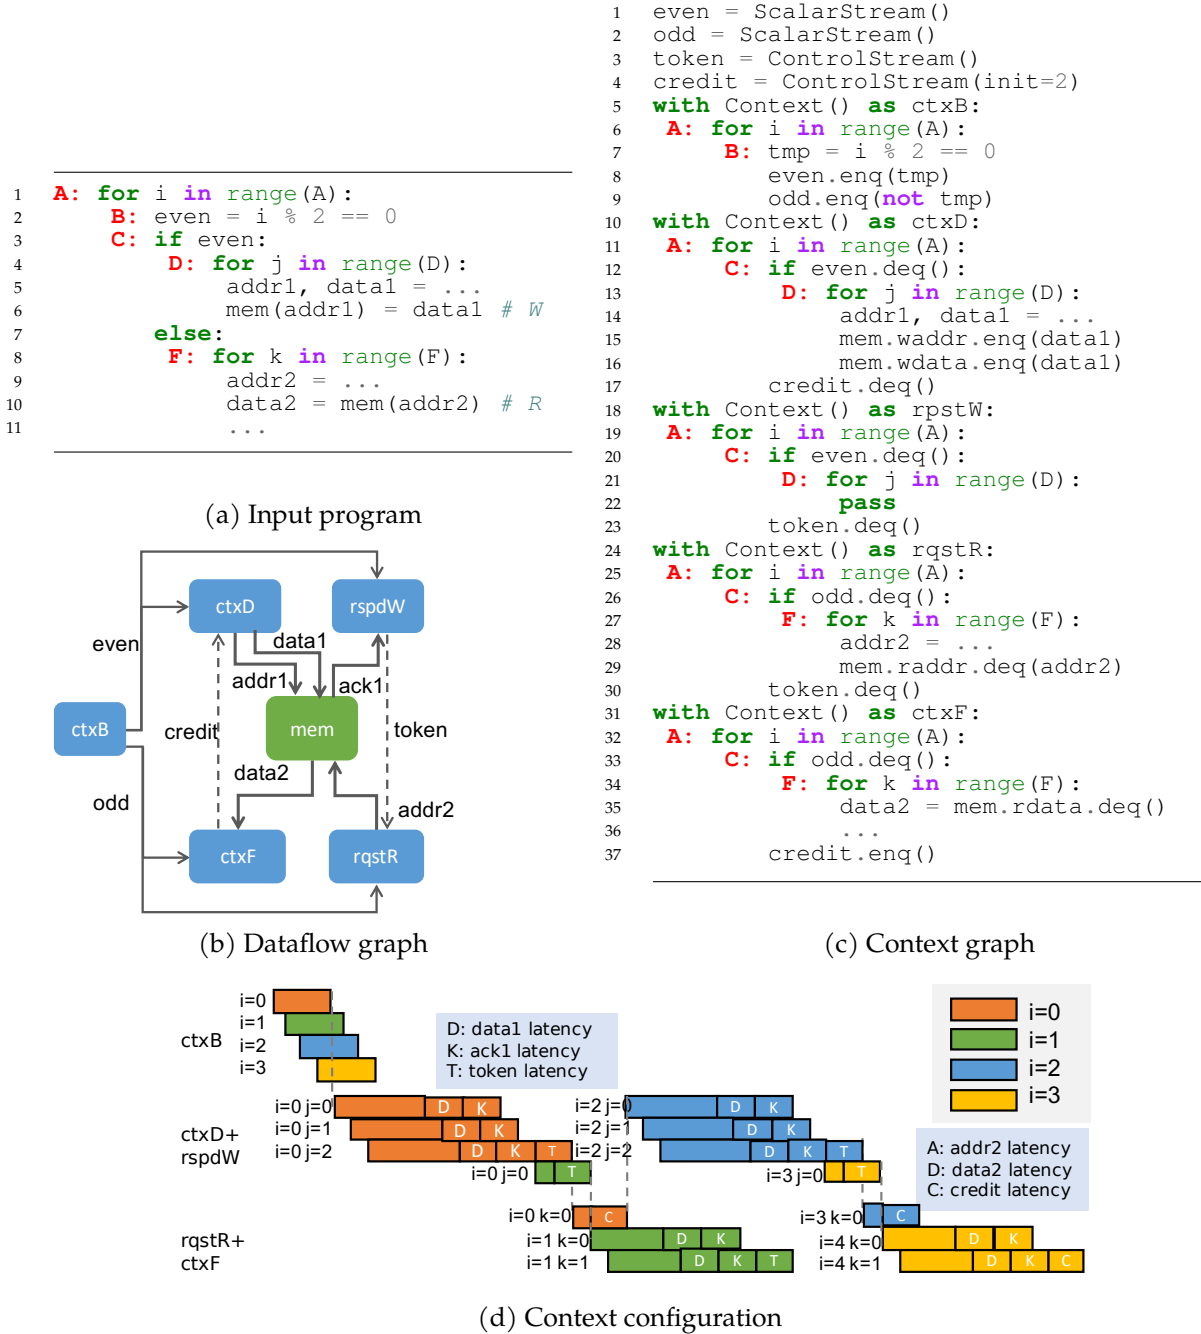 1 A: for i in range(A):
2 B: even = i % 2 == 0
3 C: if even:
4 D: for j in range(D):
5 addr1, data1 = ...
6 mem(addr1) = data1 # W
7 else:
8 F: for k in range(F):
9 addr2 = ...
10 data2 = mem(addr2) # R
11 ...
(a) Input program
even
ctxD
rspdW
data1
addr1
ack1
ctxB
credit
mem
token
data2
odd
addr2
ctxF
rqstR
(b) Dataflow graph
1 even = ScalarStream()
2 odd = ScalarStream()
3 token = ControlStream()
4 credit = ControlStream(init=2)
5 with Context() as ctxB:
6 A: for i in range(A):
7 B: tmp = i % 2 == 0
8 even.enq(tmp)
9 odd.enq(not tmp)
10 with Context() as ctxD:
11 A: for i in range(A):
12 C: if even.deq():
13 D: for j in range(D):
14 addr1, data1 = ...
15 mem.waddr.enq(data1)
16 mem.wdata.enq(data1)
17 credit.deq()
18 with Context() as rpstW:
19 A: for i in range(A):
20 C: if even.deq():
21 D: for j in range(D):
22 pass
23 token.deq()
24 with Context() as rqstR:
25 A: for i in range(A):
26 C: if odd.deq():
27 F: for k in range(F):
28 addr2 = ...
29 mem.raddr.deq(addr2)
30 token.deq()
31 with Context() as ctxF:
32 A: for i in range(A):
33 C: if odd.deq():
34 F: for k in range(F):
35 data2 = mem.rdata.deq()
36 ...
37 credit.enq()
(c) Context graph
ctxB
i=0
i=1
i=2
i=3
D: data1 latency
K: ack1 latency
T: token latency
i=0
i=1
i=2
i=3
A: addr2 latency
D: data2 latency
C: credit latency
ctxD+
rspdW
i=0 j=0 D K
i=0 j=1 D K
i=0 j=2 D K T
i=0 j=0 T
i=2 j=0 D K
i=2 j=1 D K
i=2 j=2 D K T
i=3 j=0 T
rqstR+
ctxF
i=0 k=0 C
i=1 k=0 D K
i=1 k=1 D K T
i=3 k=0 C
i=4 k=0 D K
i=4 k=1 D K C
(d) Context configuration